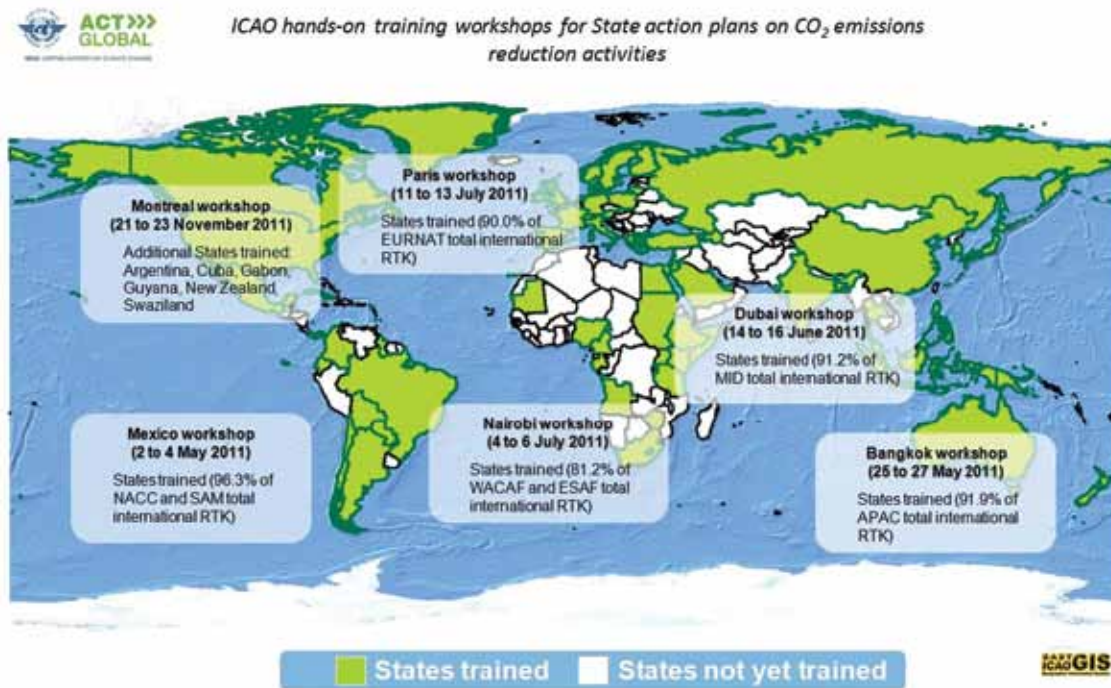 ACT
GLOBAL
ICAO hands-on training workshops for State action plans on CO₂ emissions
reduction activities
Paris workshop
(11 to 13 July 2011)
States trained (90.0% of
EURNAT total international
RTK)
Montreal workshop
(21 to 23 November 2011)
Additional States trained:
Argentina, Cuba, Gabon,
Guyana, New Zealand,
Swaziland
Dubai workshop
(14 to 16 June 2011)
States trained (91.2% of
MID total international RTK)
Mexico workshop
(2 to 4 May 2011)
States trained (96.3% of
NACC and SAM total
international RTK)
Nairobi workshop
(4 to 6 July 2011)
States trained (81.2% of
WACAF and ESAF total
international RTK)
Bangkok workshop
(25 to 27 May 2011)
States trained (91.9% of
APAC total international
RTK)
States trained
States not yet trained
ICAO GIS